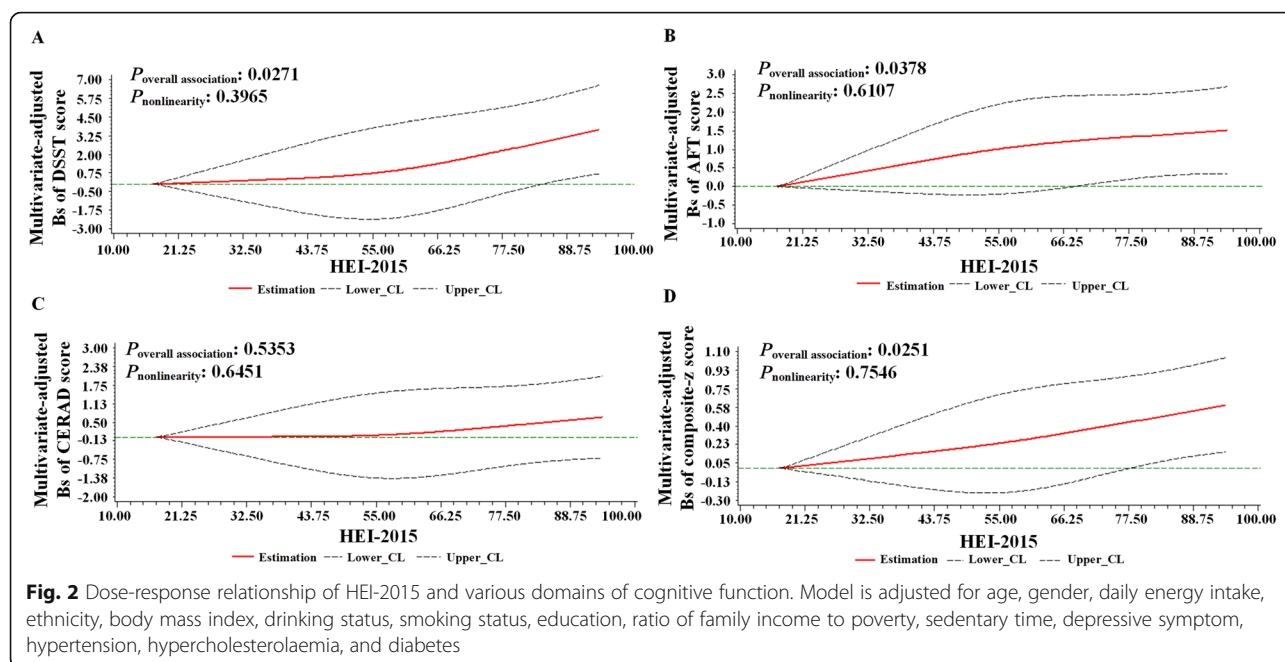 A
P overall association: 0.0271
P nonlinearity: 0.3965
Multivariate-adjusted
Bs of DSST score
7.00
5.75
4.50
3.25
2.00
0.75
-0.50
-1.75
-3.00
10.00 21.25 32.50 43.75 55.00 66.25 77.50 88.75 100.00
HEI-2015
Estimation Lower_CL Upper_CL
B
P overall association: 0.0378
P nonlinearity: 0.6107
Multivariate-adjusted
Bs of AFT score
3.0
2.5
2.0
1.5
1.0
0.5
0.0
-0.5
-1.0
10.00 21.25 32.50 43.75 55.00 66.25 77.50 88.75 100.00
HEI-2015
Estimation Lower_CL Upper_CL
C
P overall association: 0.5353
P nonlinearity: 0.6451
Multivariate-adjusted
Bs of CERAD score
3.00
2.38
1.75
1.13
0.50
-0.13
-0.75
-1.38
-2.00
10.00 21.25 32.50 43.75 55.00 66.25 77.50 88.75 100.00
HEI-2015
Estimation Lower_CL Upper_CL
D
P overall association: 0.0251
P nonlinearity: 0.7546
Multivariate-adjusted
Bs of composite-z score
1.10
0.93
0.75
0.58
0.40
0.23
0.05
-0.13
-0.30
10.00 21.25 32.50 43.75 55.00 66.25 77.50 88.75 100.00
HEI-2015
Estimation Lower_CL Upper_CL
Fig. 2 Dose-response relationship of HEI-2015 and various domains of cognitive function. Model is adjusted for age, gender, daily energy intake,
ethnicity, body mass index, drinking status, smoking status, education, ratio of family income to poverty, sedentary time, depressive symptom,
hypertension, hypercholesterolaemia, and diabetes